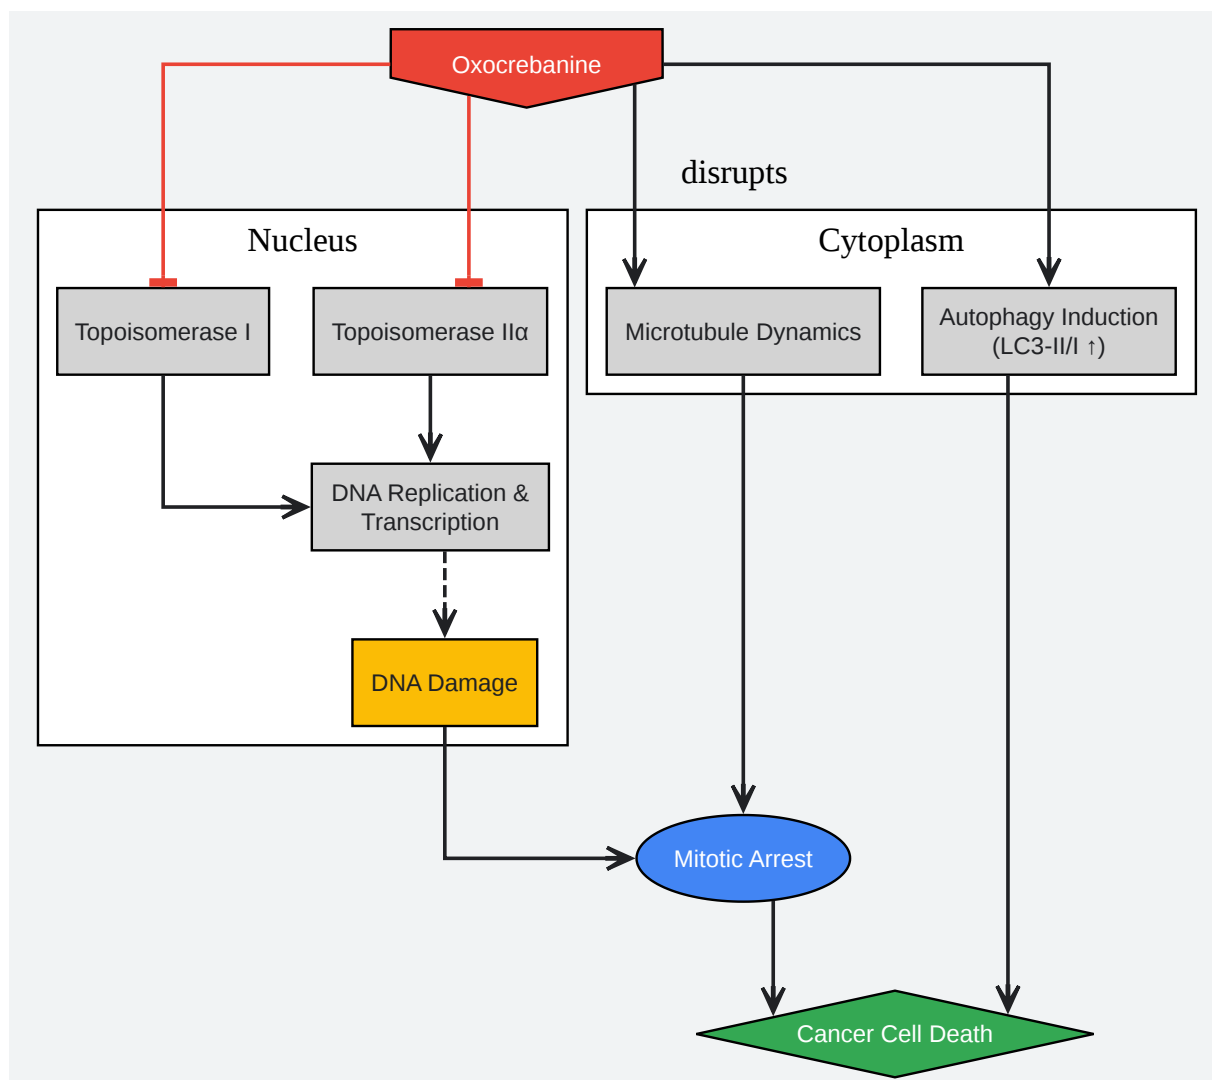 Oxocrebanine
disrupts
Nucleus
Cytoplasm
Topoisomerase I
Topoisomerase IIα
Microtubule Dynamics
Autophagy Induction
(LC3-II/I ↑)
DNA Replication &
Transcription
DNA Damage
Mitotic Arrest
Cancer Cell Death